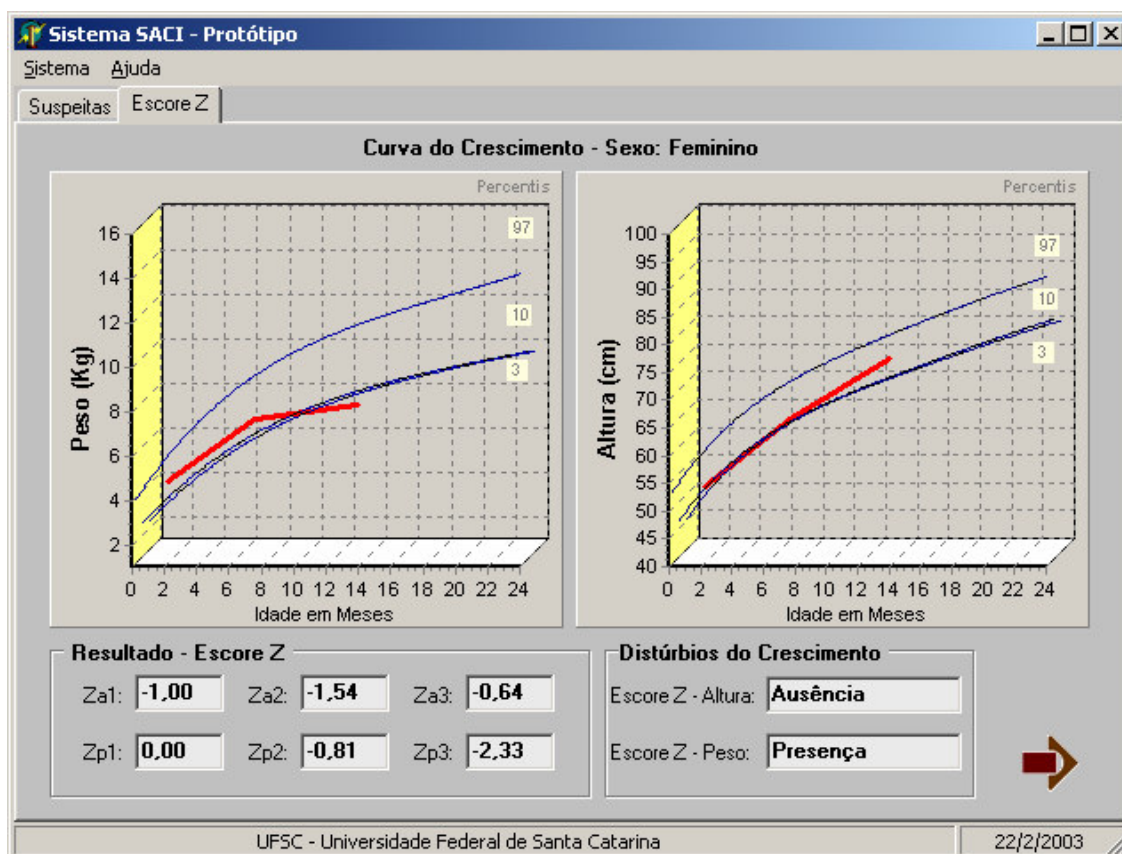 Sistema SACI - Protótipo
Sistema Ajuda
Suspeitas Escore Z
Curva do Crescimento - Sexo: Feminino
Percentis
16
14
12
10
8
6
4
2
Peso (Kg)
97
10
3
0 2 4 6 8 10 12 14 16 18 20 22 24
Idade em Meses
Percentis
100
95
90
85
80
75
70
65
60
55
50
45
40
Altura (cm)
97
10
3
0 2 4 6 8 10 12 14 16 18 20 22 24
Idade em Meses
Resultado - Escore Z
Za1: -1,00 Za2: -1,54 Za3: -0,64
Zp1: 0,00 Zp2: -0,81 Zp3: -2,33
Distúrbios do Crescimento
Escore Z - Altura: Ausência
Escore Z - Peso: Presença
UFSC - Universidade Federal de Santa Catarina 22/2/2003